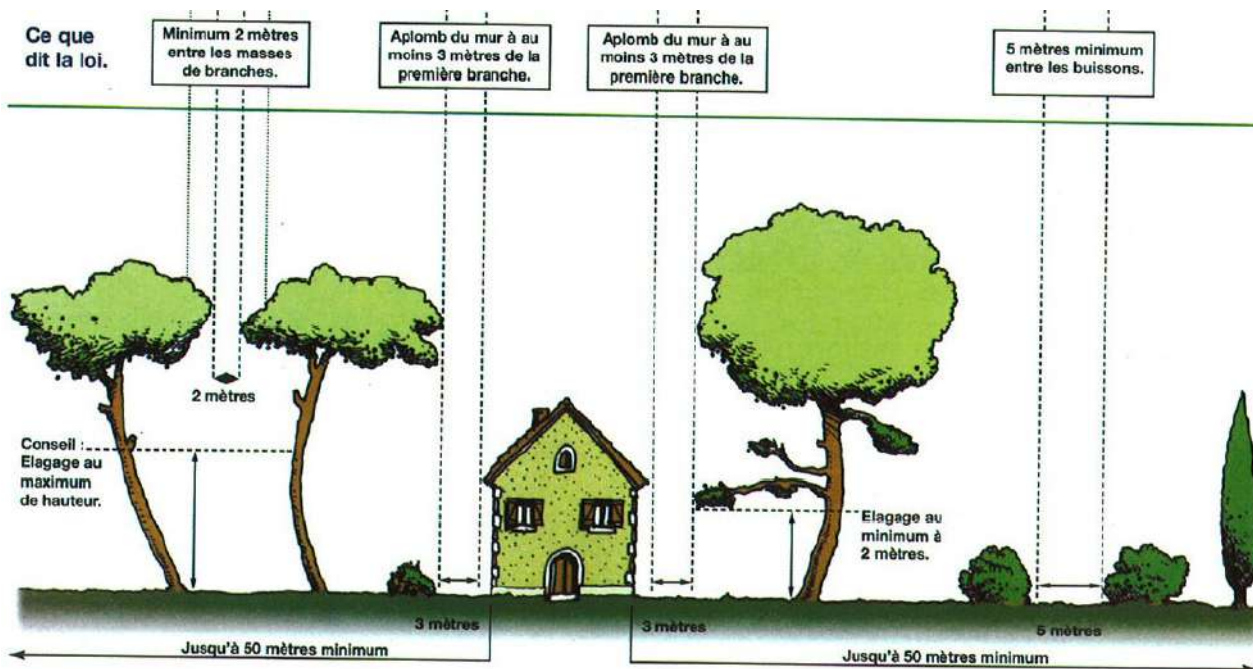 Ce que
dit la loi.
Minimum 2 mètres
entre les masses
de branches.
Aplomb du mur à au
moins 3 mètres de la
première branche.
Aplomb du mur à au
moins 3 mètres de la
première branche.
5 mètres minimum
entre les buissons.
2 mètres
Conseil :
Elagage au
maximum
de hauteur.
Elagage au
minimum à
2 mètres.
3 mètres
3 mètres
5 mètres
Jusqu'à 50 mètres minimum
Jusqu'à 50 mètres minimum